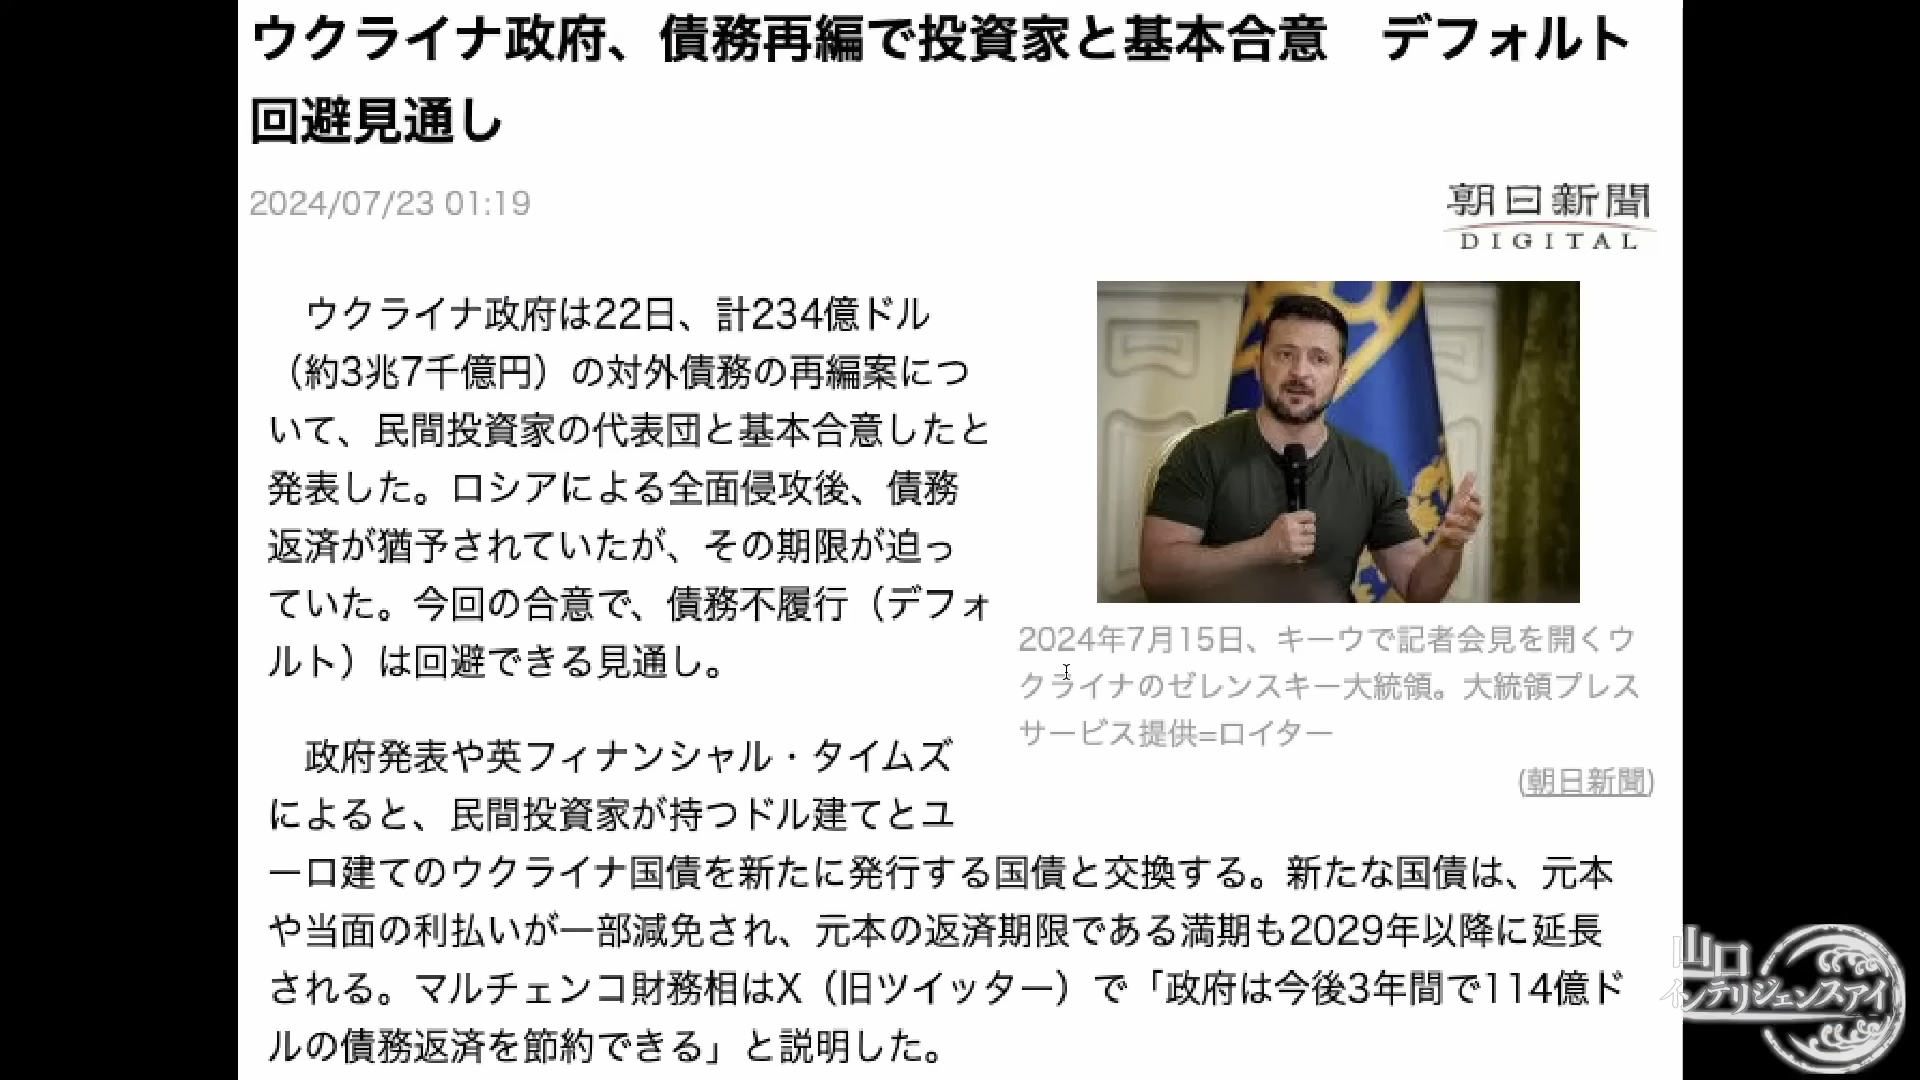 ウクライナ政府、債務再編で投資家と基本合意　デフォルト
回避見通し
2024/07/23 01:19
朝日新聞
DIGITAL
ウクライナ政府は22日、計234億ドル
（約3兆7千億円）の対外債務の再編案につ
いて、民間投資家の代表団と基本合意したと
発表した。ロシアによる全面侵攻後、債務
返済が猶予されていたが、その期限が迫っ
ていた。今回の合意で、債務不履行（デフォ
ルト）は回避できる見通し。
2024年7月15日、キーウで記者会見を開くウ
クライナのゼレンスキー大統領。大統領プレス
サービス提供=ロイター
(朝日新聞)
政府発表や英フィナンシャル・タイムズ
によると、民間投資家が持つドル建てとユ
ーロ建てのウクライナ国債を新たに発行する国債と交換する。新たな国債は、元本
や当面の利払いが一部減免され、元本の返済期限である満期も2029年以降に延長
される。マルチェンコ財務相はX（旧ツイッター）で「政府は今後3年間で114億ド
ルの債務返済を節約できる」と説明した。
山口
インテリジェンスアイ